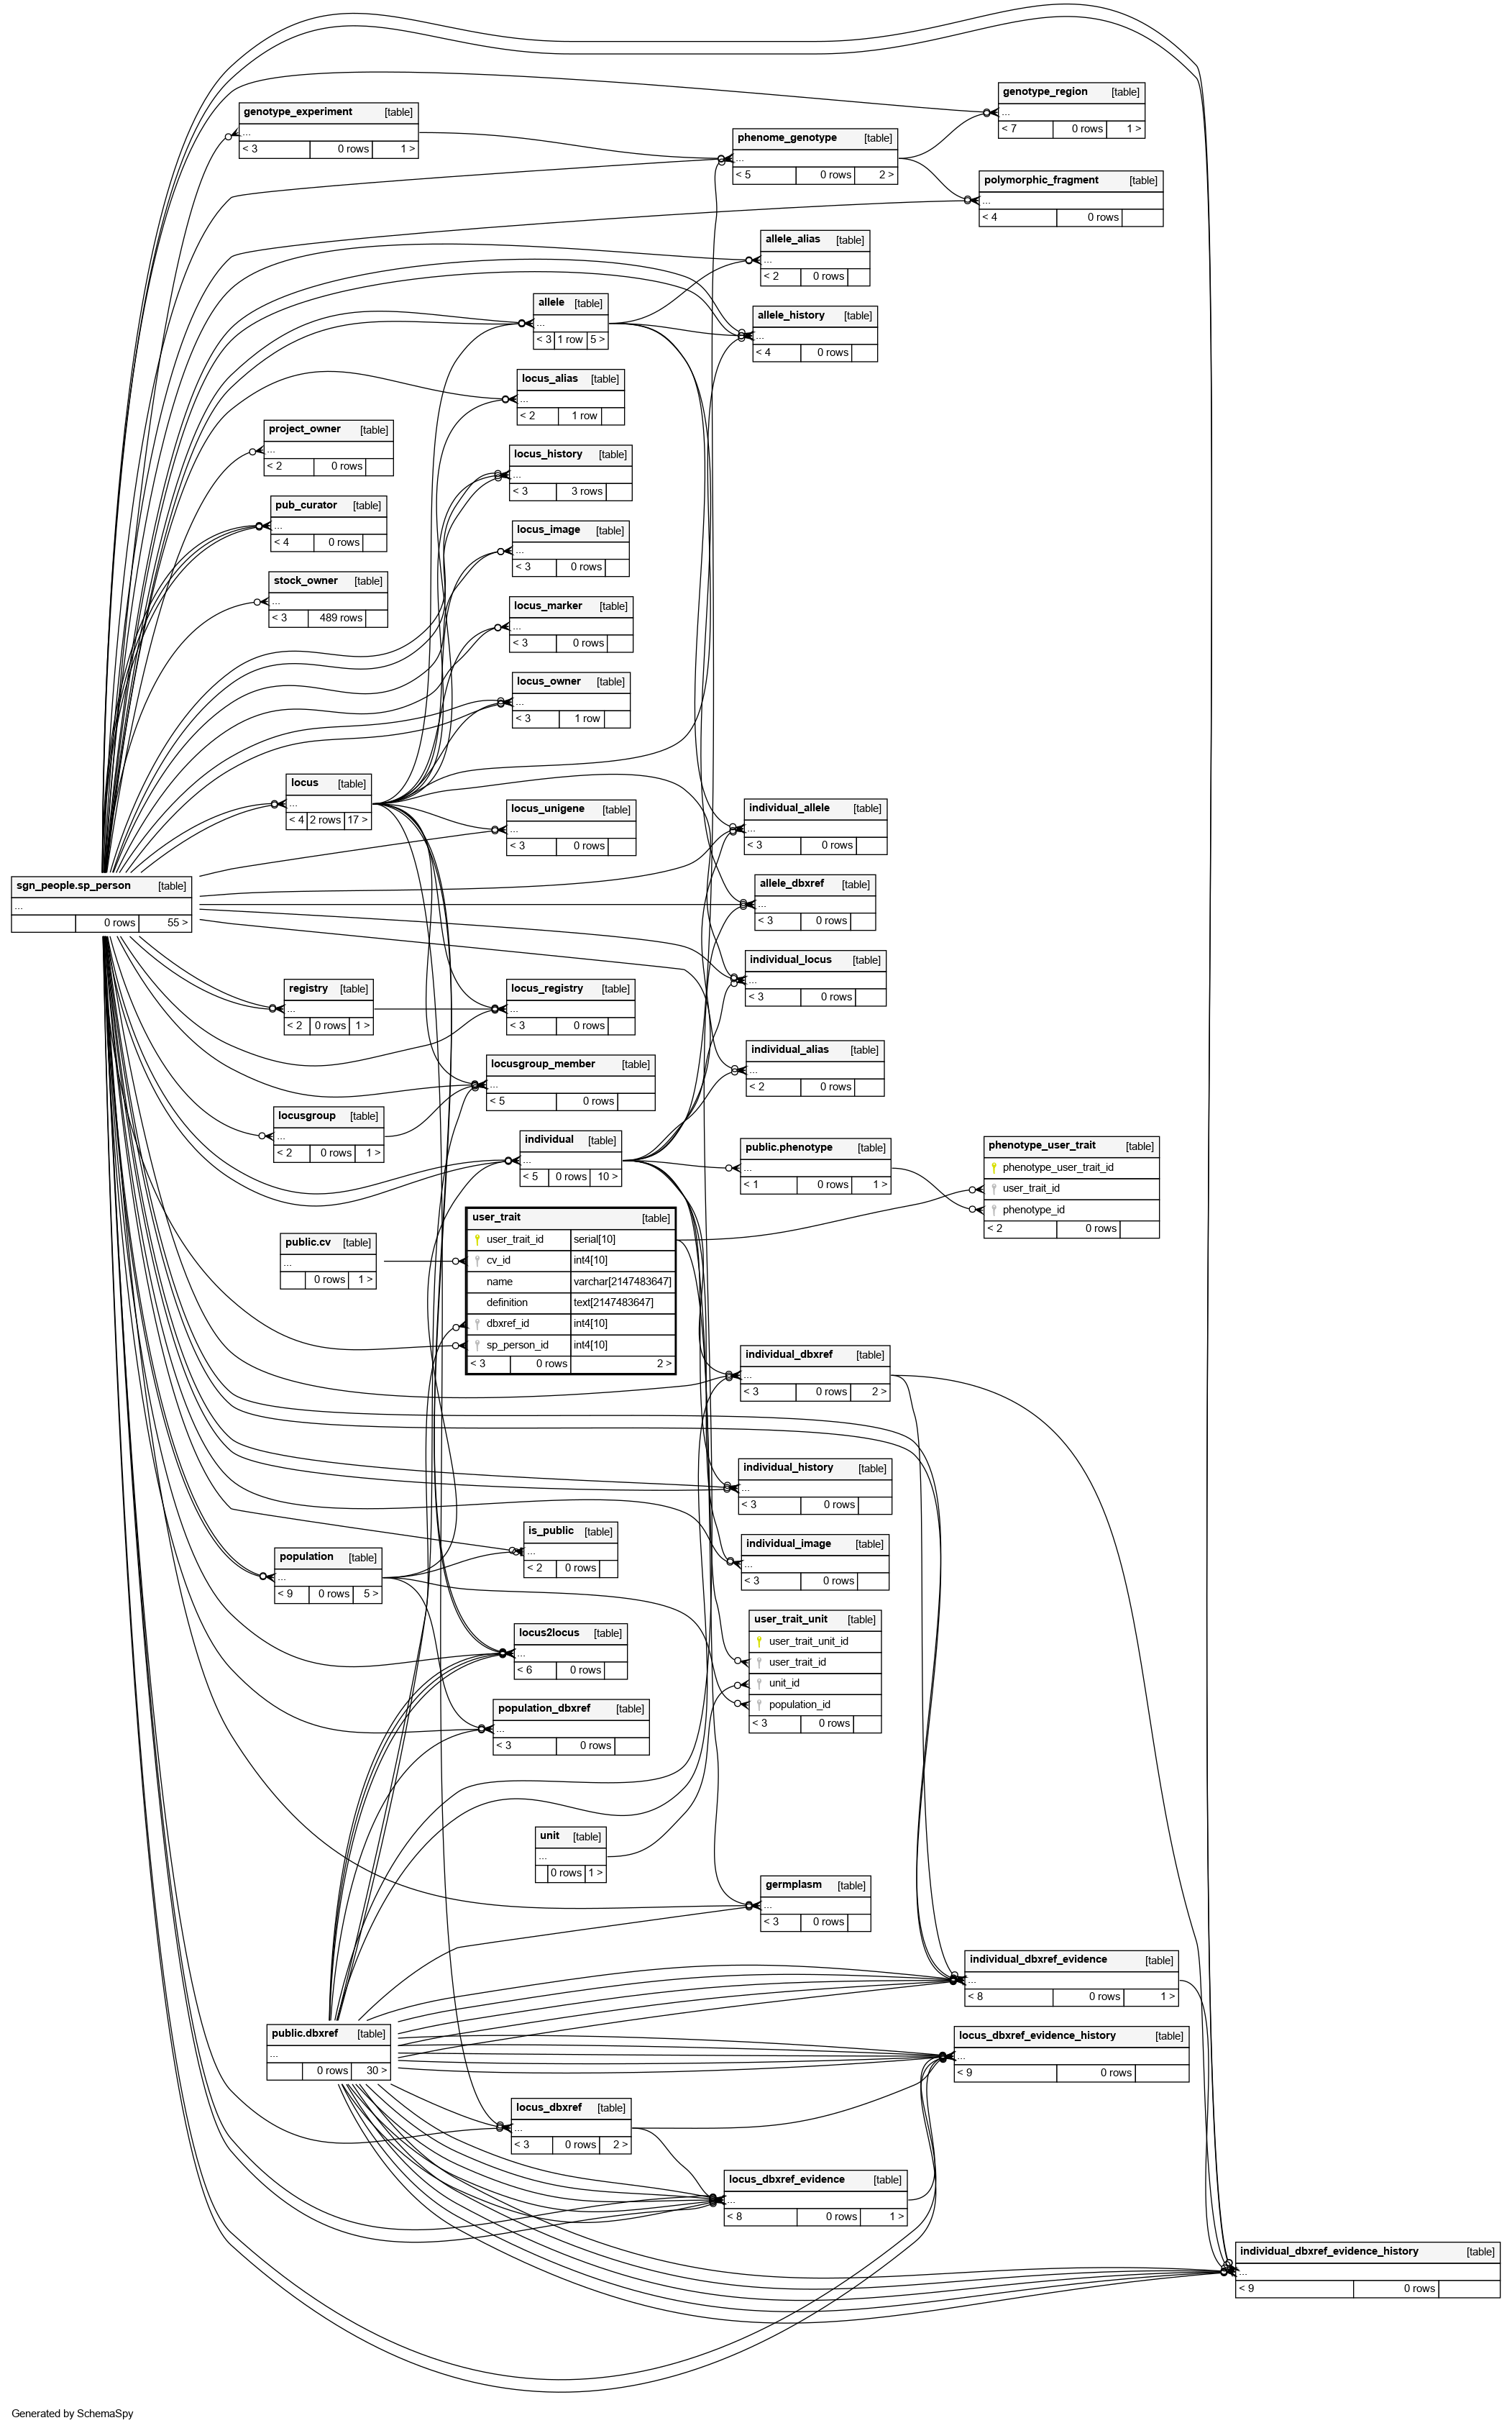 genotype_region [table]
...
< 7 0 rows 1 >
genotype_experiment [table]
...
< 3 0 rows 1 >
phenome_genotype [table]
...
< 5 0 rows 2 >
polymorphic_fragment [table]
...
< 4 0 rows
allele_alias [table]
...
< 2 0 rows
allele [table]
...
< 3 1 row 5 >
allele_history [table]
...
< 4 0 rows
locus_alias [table]
...
< 2 1 row
project_owner [table]
...
< 2 0 rows
locus_history [table]
...
< 3 3 rows
pub_curator [table]
...
< 4 0 rows
locus_image [table]
...
< 3 0 rows
stock_owner [table]
...
< 3 489 rows
locus_marker [table]
...
< 3 0 rows
locus_owner [table]
...
< 3 1 row
locus [table]
...
< 4 2 rows 17 >
locus_unigene [table]
...
< 3 0 rows
individual_allele [table]
...
< 3 0 rows
sgn_people.sp_person [table]
...
0 rows 55 >
allele_dbxref [table]
...
< 3 0 rows
individual_locus [table]
...
< 3 0 rows
registry [table]
...
< 2 0 rows 1 >
locus_registry [table]
...
< 3 0 rows
individual_alias [table]
...
< 2 0 rows
locusgroup_member [table]
...
< 5 0 rows
locusgroup [table]
...
< 2 0 rows 1 >
individual [table]
...
< 5 0 rows 10 >
public.phenotype [table]
...
< 1 0 rows 1 >
phenotype_user_trait [table]
phenotype_user_trait_id
user_trait_id
phenotype_id
< 2 0 rows
user_trait [table]
user_trait_id serial[10]
cv_id int4[10]
name varchar[2147483647]
definition text[2147483647]
dbxref_id int4[10]
sp_person_id int4[10]
< 3 0 rows 2 >
public.cv [table]
...
0 rows 1 >
individual_dbxref [table]
...
< 3 0 rows 2 >
individual_history [table]
...
< 3 0 rows
is_public [table]
...
< 2 0 rows
individual_image [table]
...
< 3 0 rows
population [table]
...
< 9 0 rows 5 >
user_trait_unit [table]
user_trait_unit_id
user_trait_id
unit_id
population_id
< 3 0 rows
locus2locus [table]
...
< 6 0 rows
population_dbxref [table]
...
< 3 0 rows
unit [table]
...
0 rows 1 >
germplasm [table]
...
< 3 0 rows
individual_dbxref_evidence [table]
...
< 8 0 rows 1 >
public.dbxref [table]
...
0 rows 30 >
locus_dbxref_evidence_history [table]
...
< 9 0 rows
locus_dbxref [table]
...
< 3 0 rows 2 >
locus_dbxref_evidence [table]
...
< 8 0 rows 1 >
individual_dbxref_evidence_history [table]
...
< 9 0 rows
Generated by SchemaSpy